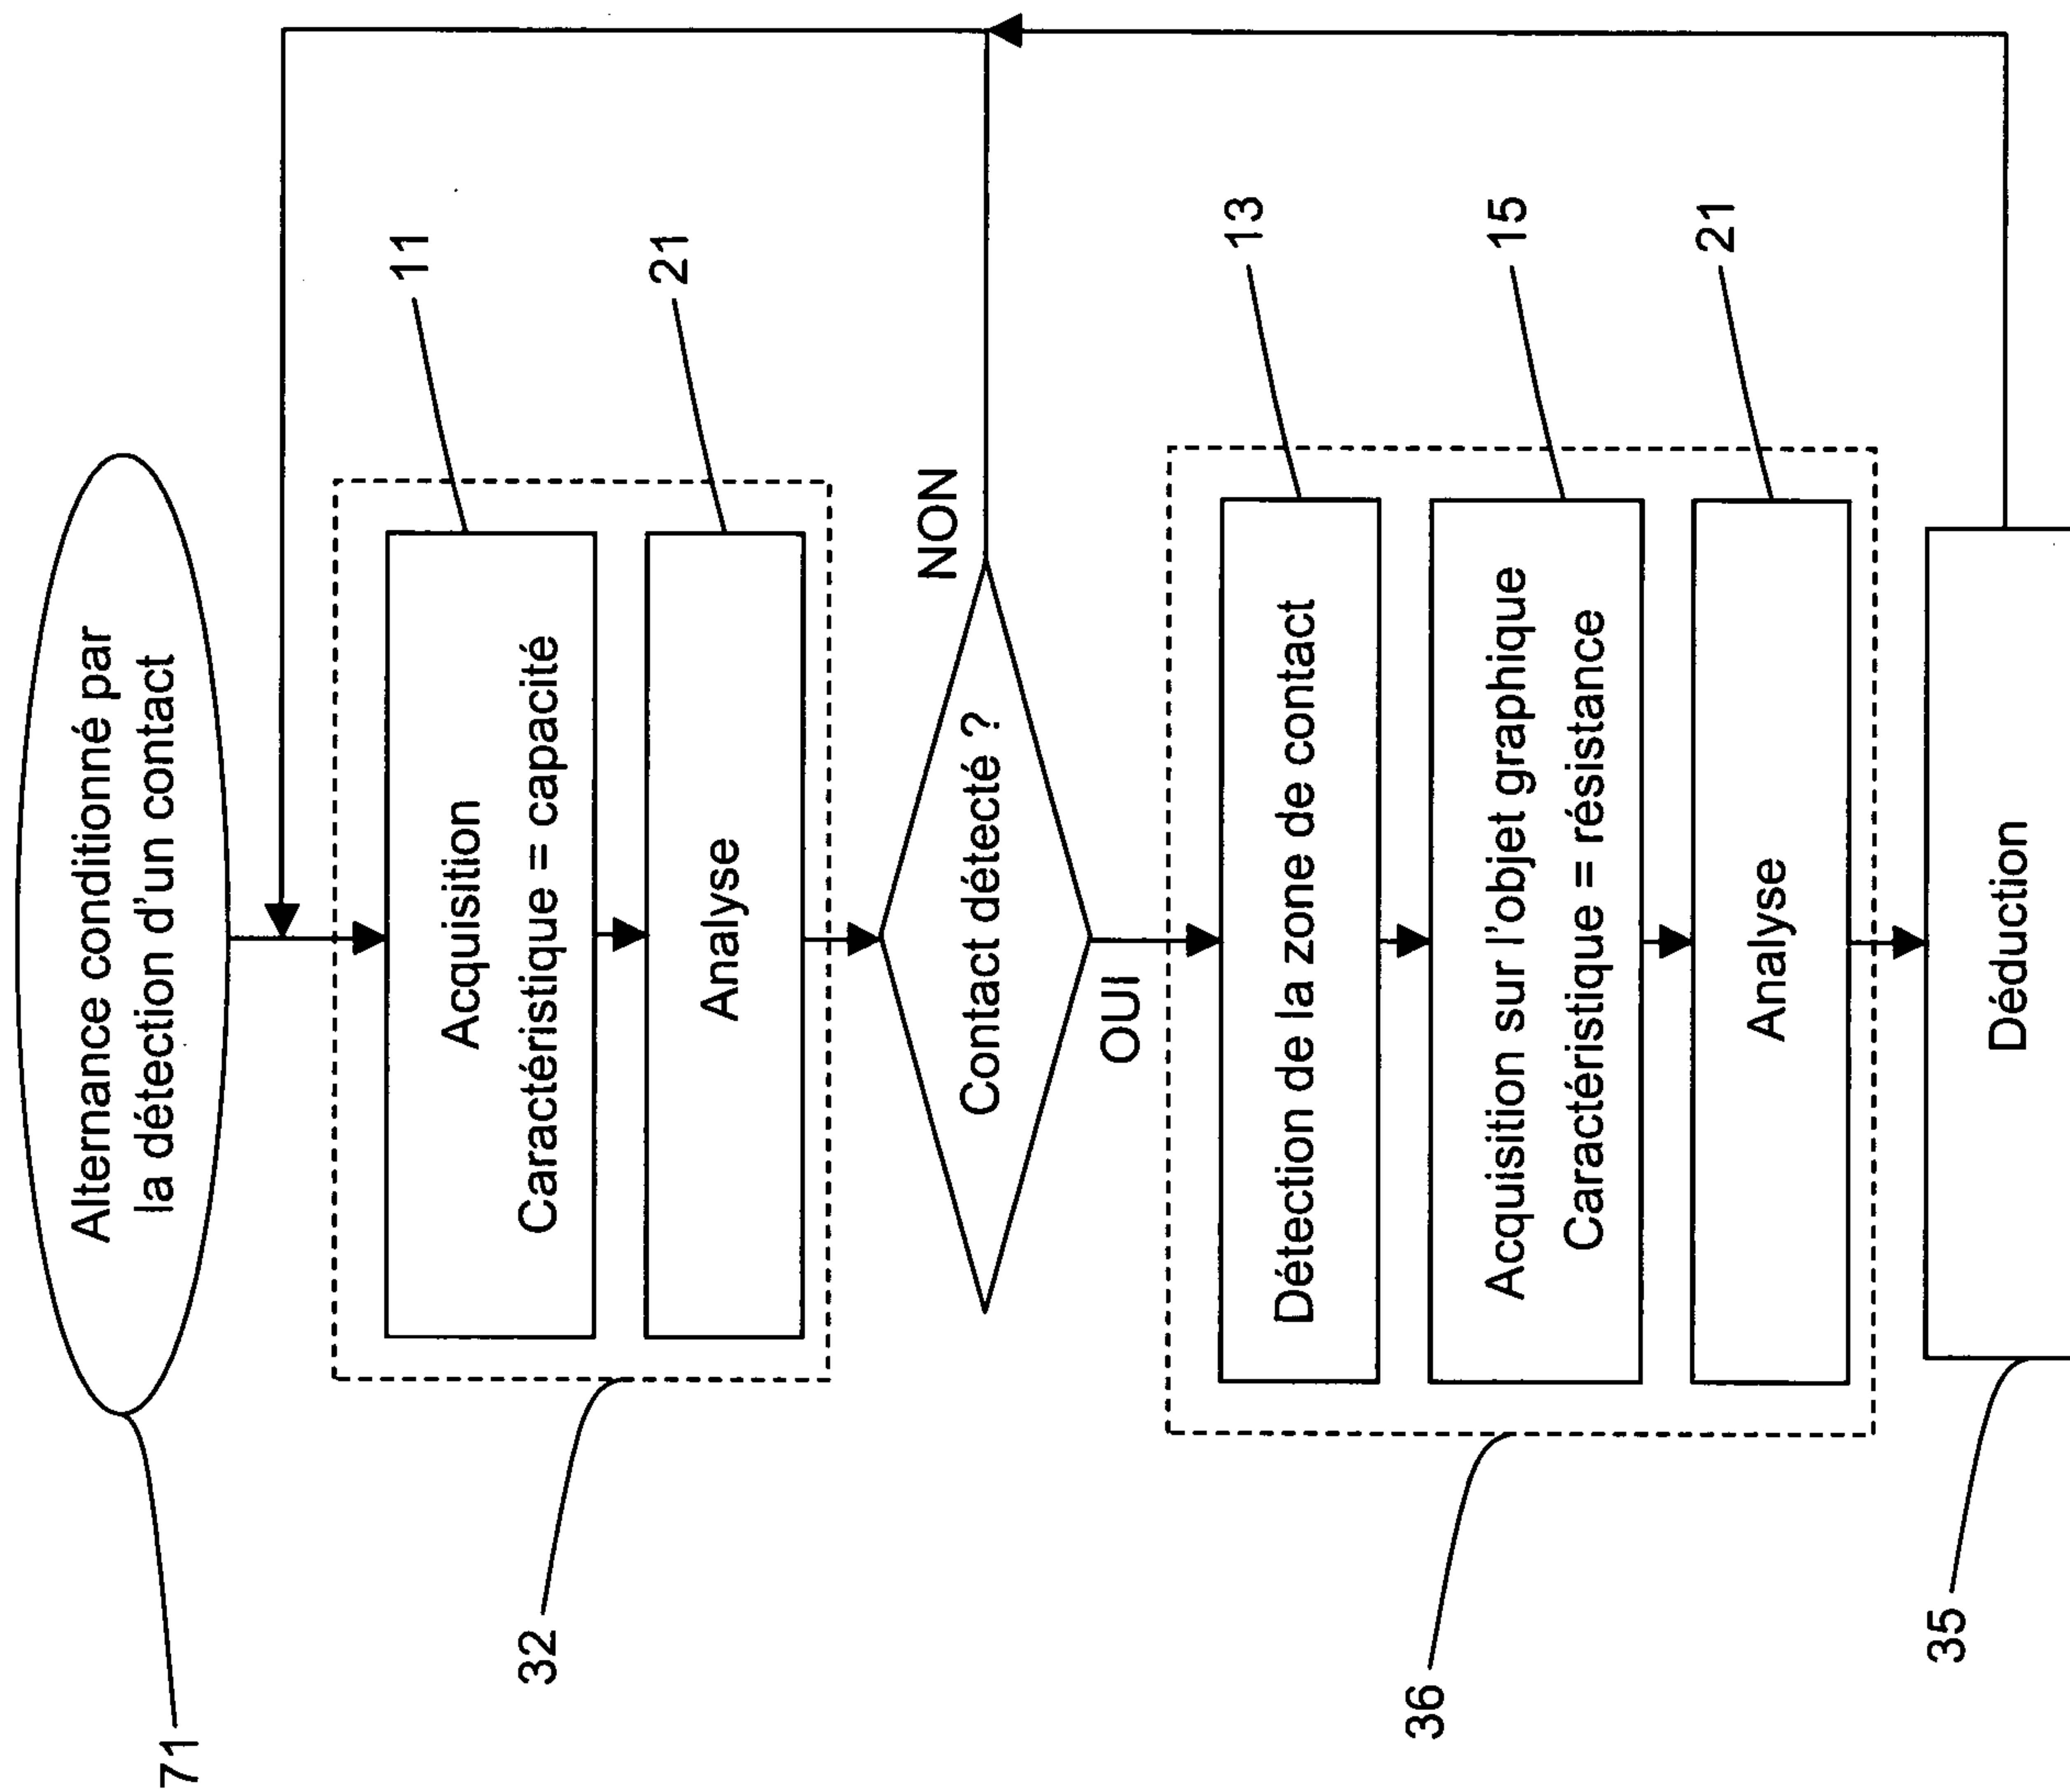 71
Alternance conditionné par
la détection d'un contact
32
Acquisition
Caractéristique = capacité
11
Analyse
21
Contact détecté ?
NON
OUI
36
Détection de la zone de contact
13
Acquisition sur l'objet graphique
Caractéristique = résistance
15
Analyse
21
35
Déduction